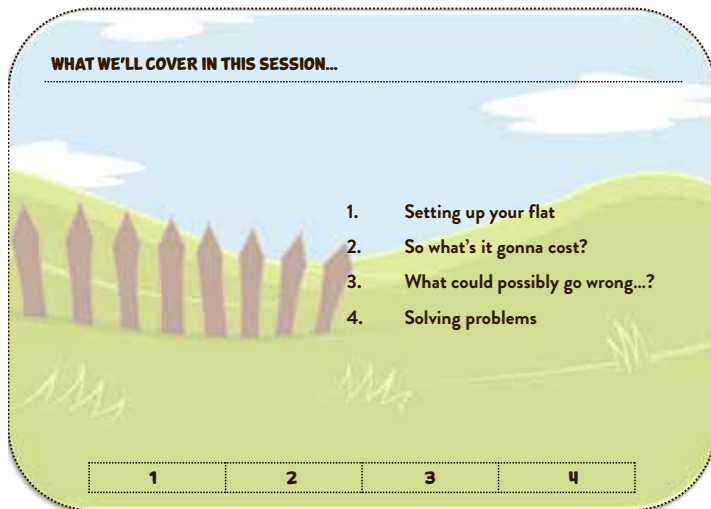 WHAT WE'LL COVER IN THIS SESSION...
1. Setting up your flat
2. So what's it gonna cost?
3. What could possibly go wrong...?
4. Solving problems
1 2 3 4